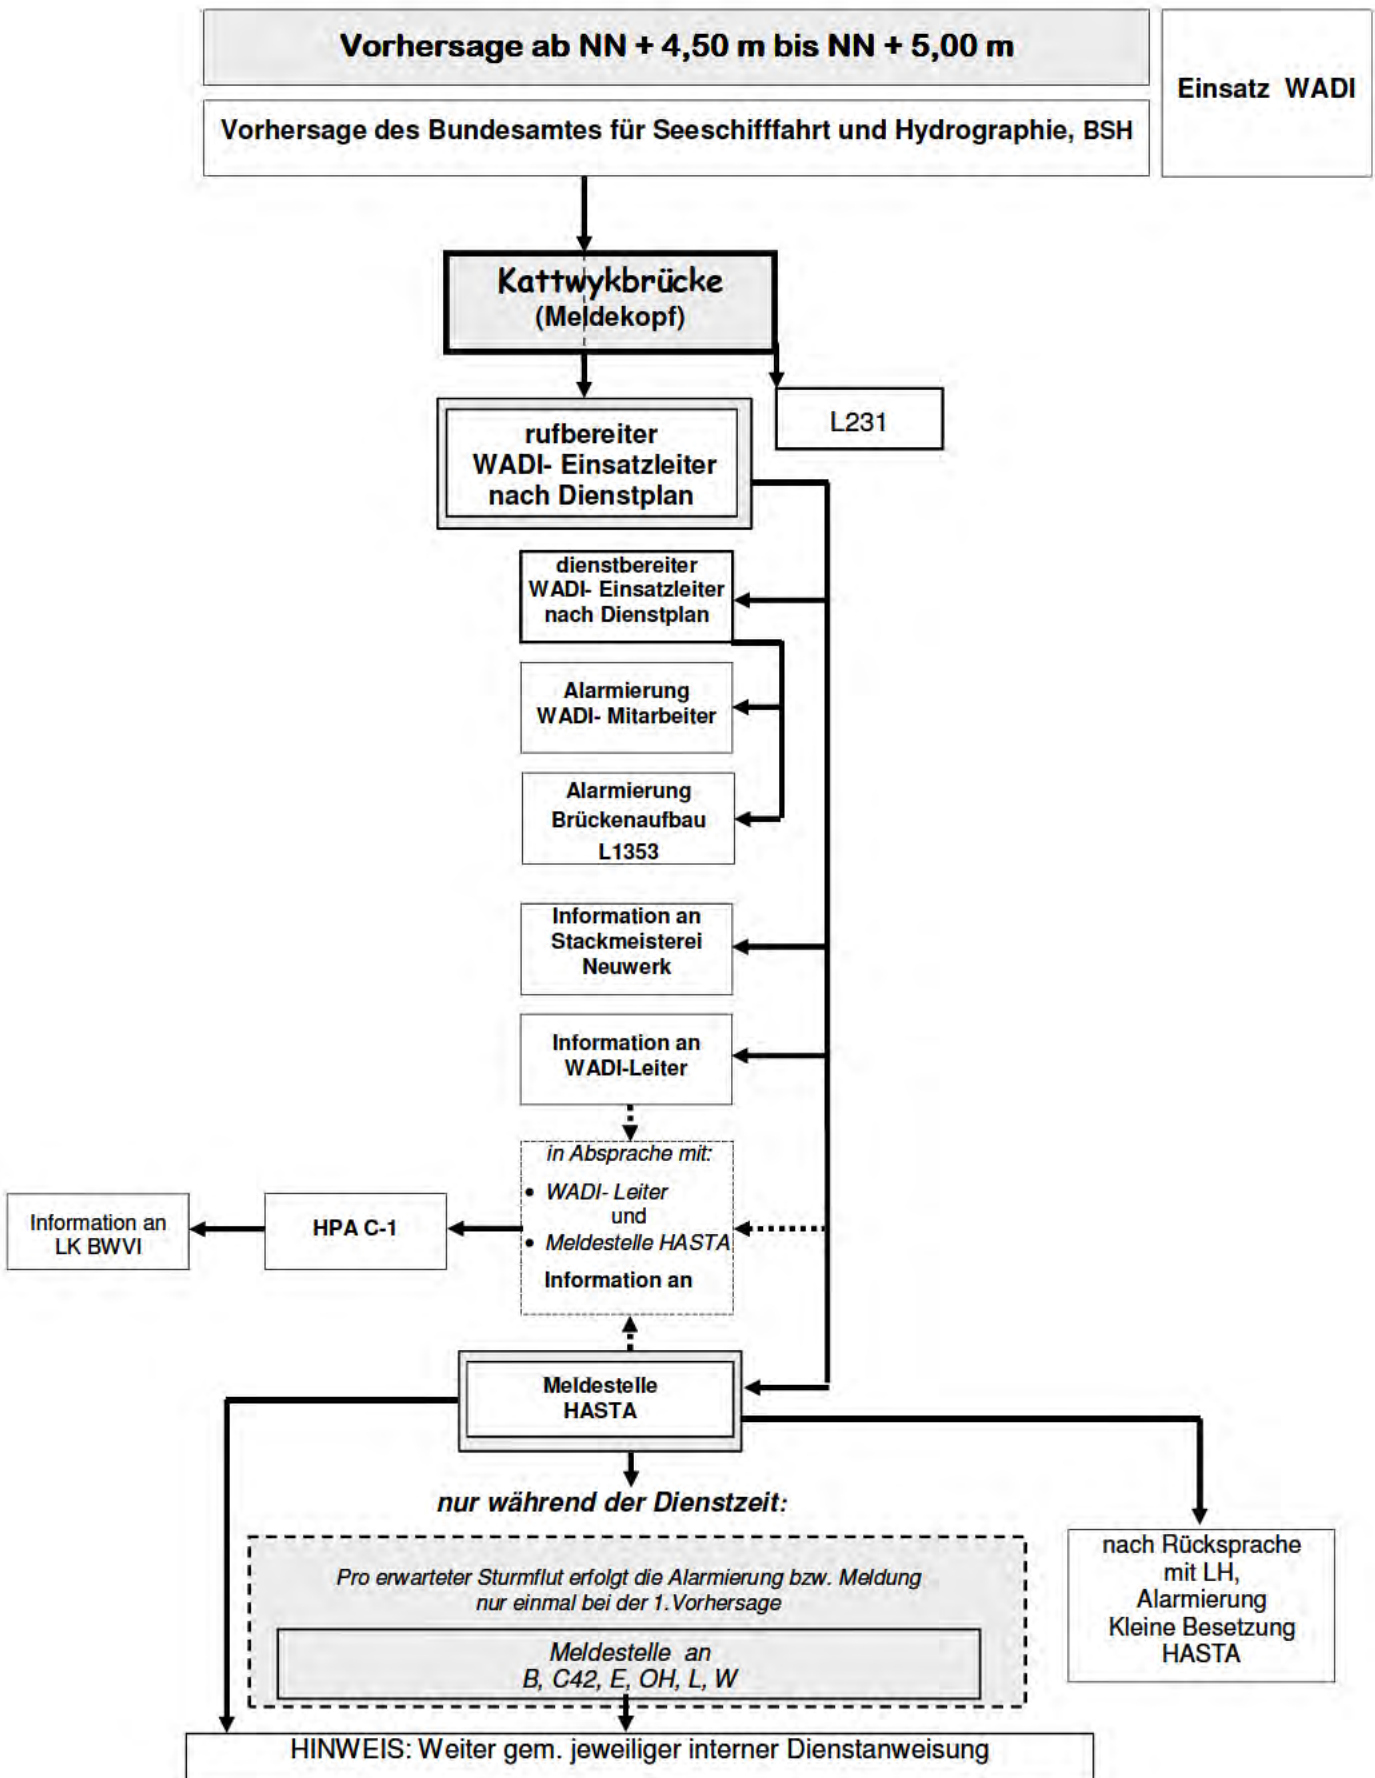 Vorhersage ab NN + 4,50 m bis NN + 5,00 m
Einsatz WADI
Vorhersage des Bundesamtes für Seeschifffahrt und Hydrographie, BSH
Kattwykbrücke
(Meldekopf)
L231
rufbereiter
WADI- Einsatzleiter
nach Dienstplan
dienstbereiter
WADI- Einsatzleiter
nach Dienstplan
Alarmierung
WADI- Mitarbeiter
Alarmierung
Brückenaufbau
L1353
Information an
Stackmeisterei
Neuwerk
Information an
WADI-Leiter
in Absprache mit:
• WADI- Leiter
und
• Meldestelle HASTA
Information an
HPA C-1
Information an
LK BWVI
Meldestelle
HASTA
nur während der Dienstzeit:
Pro erwarteter Sturmflut erfolgt die Alarmierung bzw. Meldung
nur einmal bei der 1.Vorhersage
Meldestelle an
B, C42, E, OH, L, W
nach Rücksprache
mit LH,
Alarmierung
Kleine Besetzung
HASTA
HINWEIS: Weiter gem. jeweiliger interner Dienstanweisung